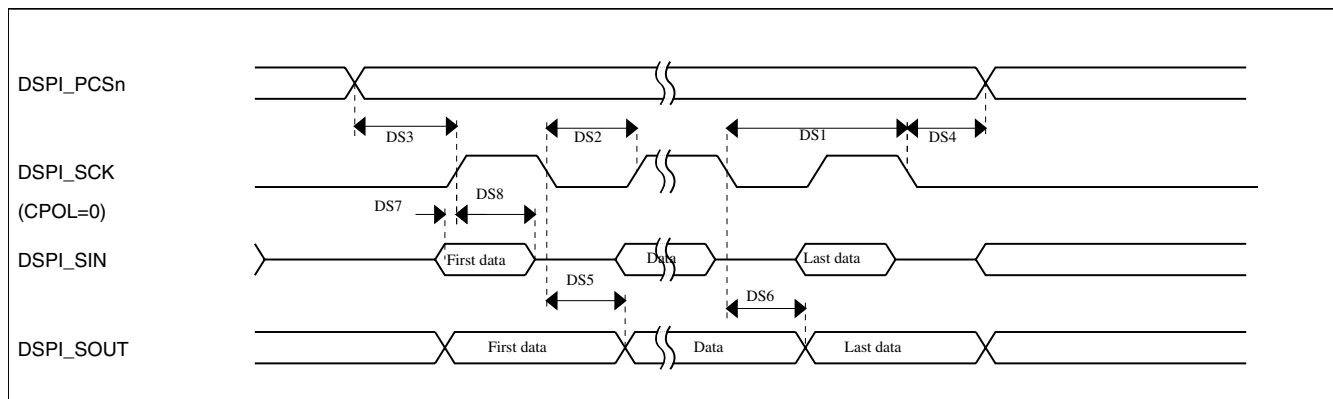 DSPI_PCSn
DS3
DS2
DS1
DS4
DSPI_SCK
(CPOL=0)
DS7
DS8
DSPI_SIN
First data
Data
Last data
DS5
DS6
DSPI_SOUT
First data
Data
Last data